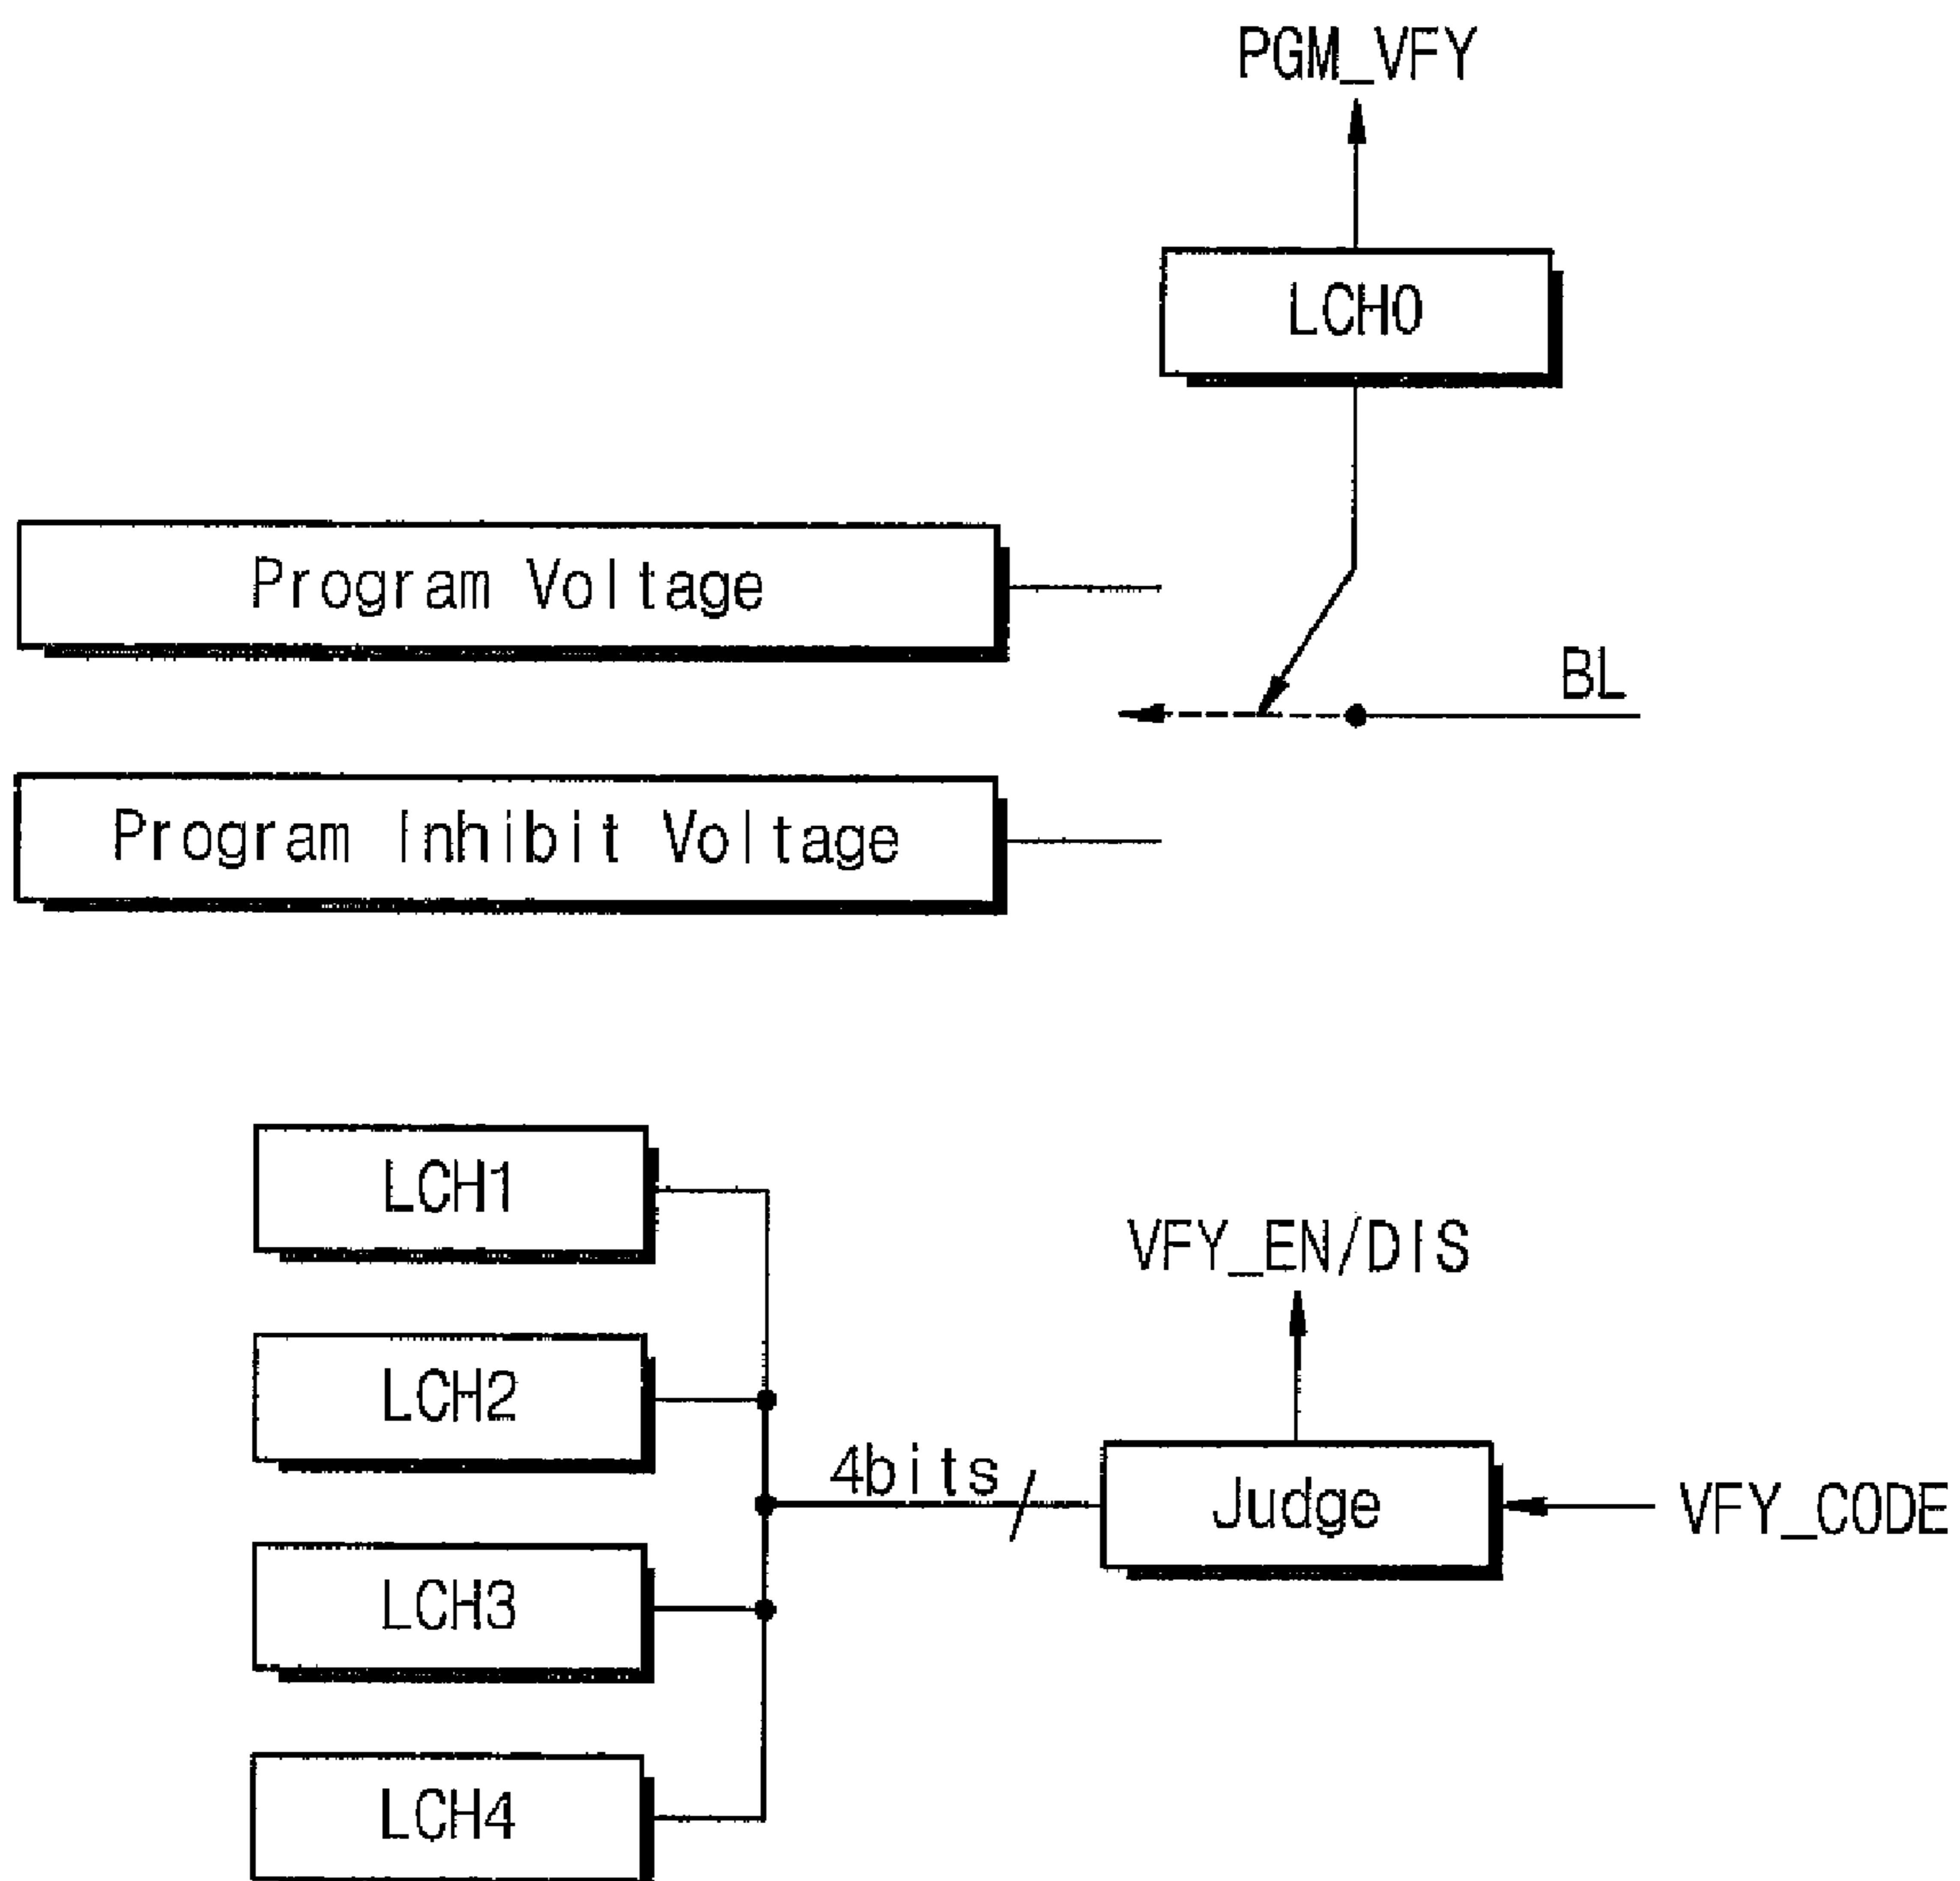 PGM_VFY
LCH0
Program Voltage
BL
Program Inhibit Voltage
LCH1
VFY_EN/DIS
LCH2
4bits
Judge
VFY_CODE
LCH3
LCH4